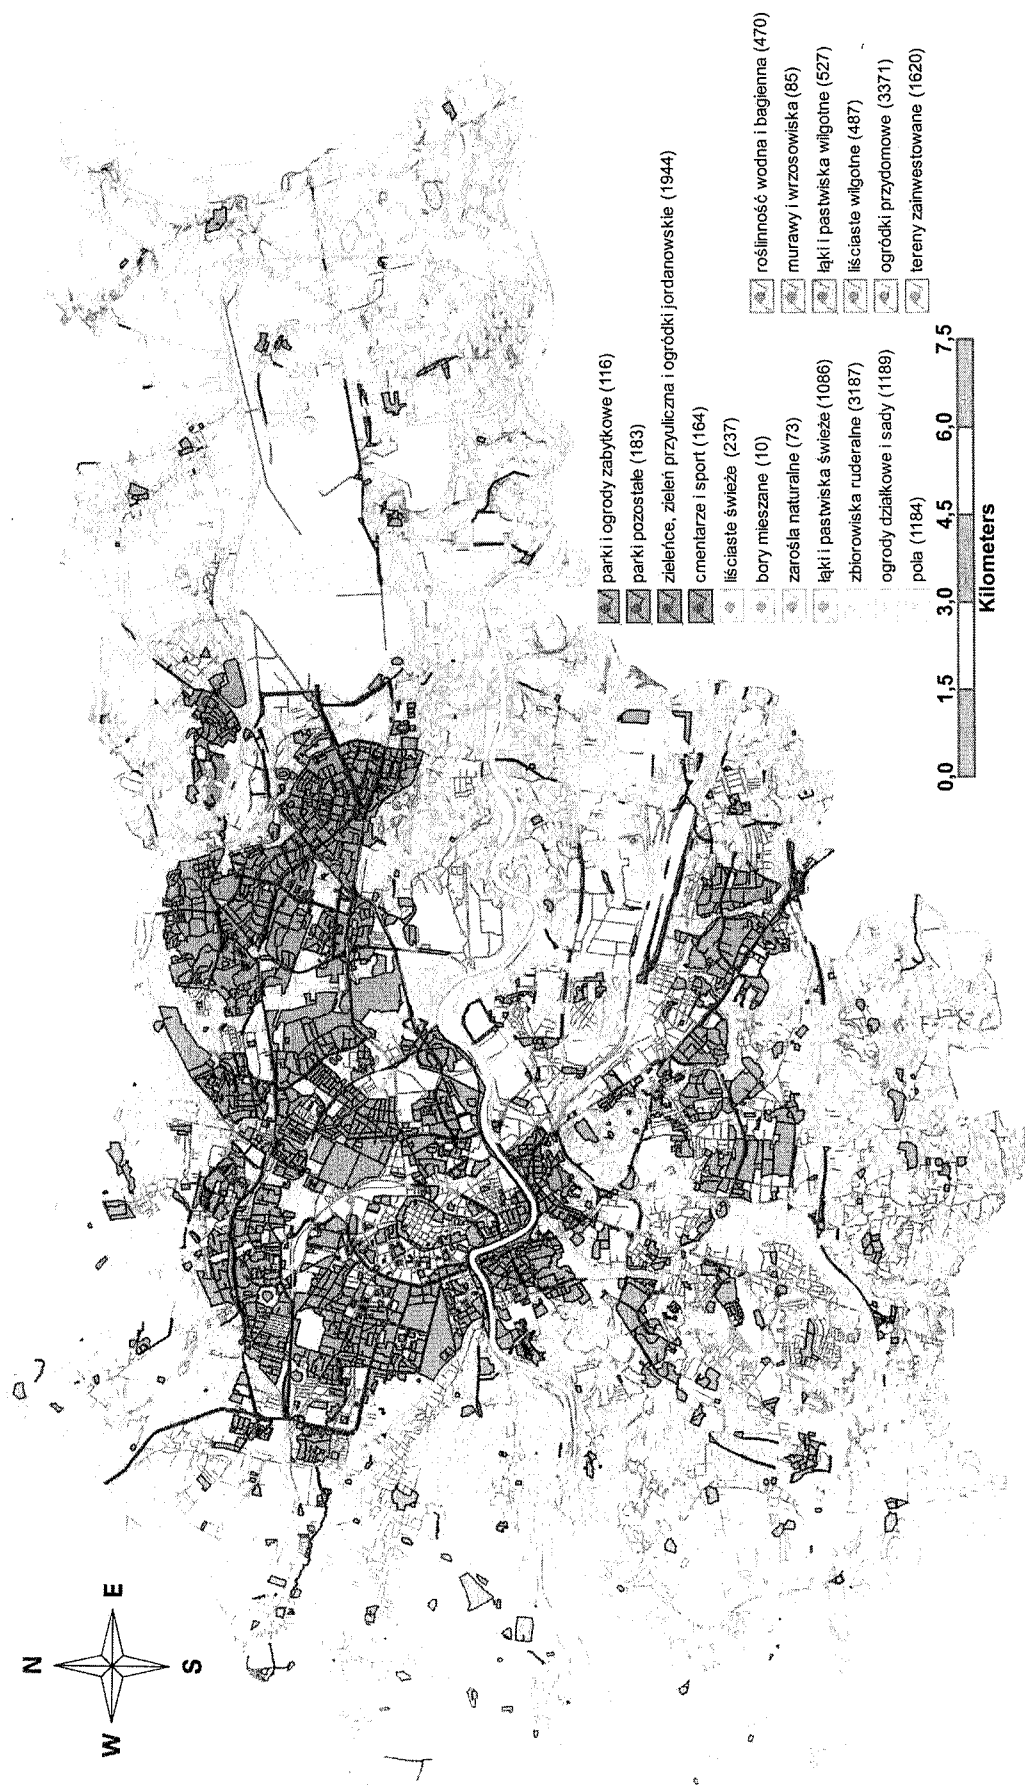 N
W E
S
parki i ogrody zabytkowe (116)
parki pozostałe (183)
zieleńce, zieleń przyuliczna i ogródki jordanowskie (1944)
cmentarze i sport (164)
liściaste świeże (237)
bory mieszane (10)
zarośla naturalne (73)
łąki i pastwiska świeże (1086)
zbiorowiska ruderalne (3187)
ogrody działkowe i sady (1189)
pola (1184)
roślinność wodna i bagienna (470)
murawy i wrzosowiska (85)
łąki i pastwiska wilgotne (527)
liściaste wilgotne (487)
ogródki przydomowe (3371)
tereny zainwestowane (1620)
0,0 1,5 3,0 4,5 6,0 7,5
Kilometers